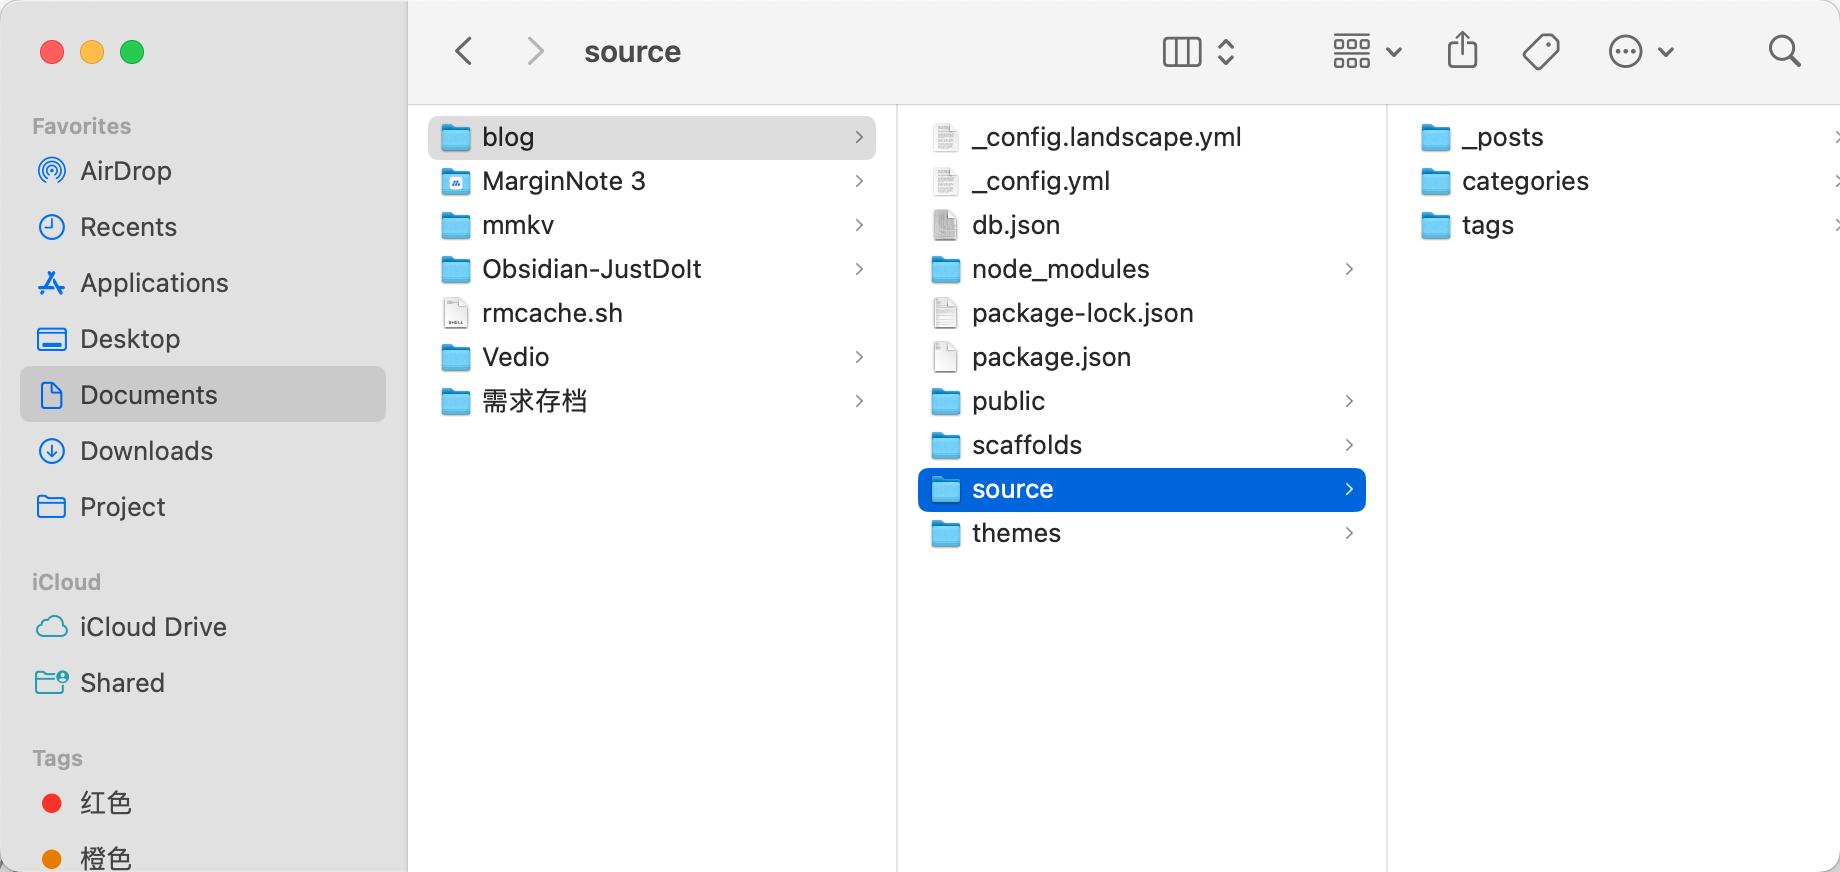 source
Favorites
AirDrop
Recents
Applications
Desktop
Documents
Downloads
Project
iCloud
iCloud Drive
Shared
Tags
红色
橙色
blog
MarginNote 3
mmkv
Obsidian-JustDoIt
rmcache.sh
Vedio
需求存档
_config.landscape.yml
_config.yml
db.json
node_modules
package-lock.json
package.json
public
scaffolds
source
themes
_posts
categories
tags